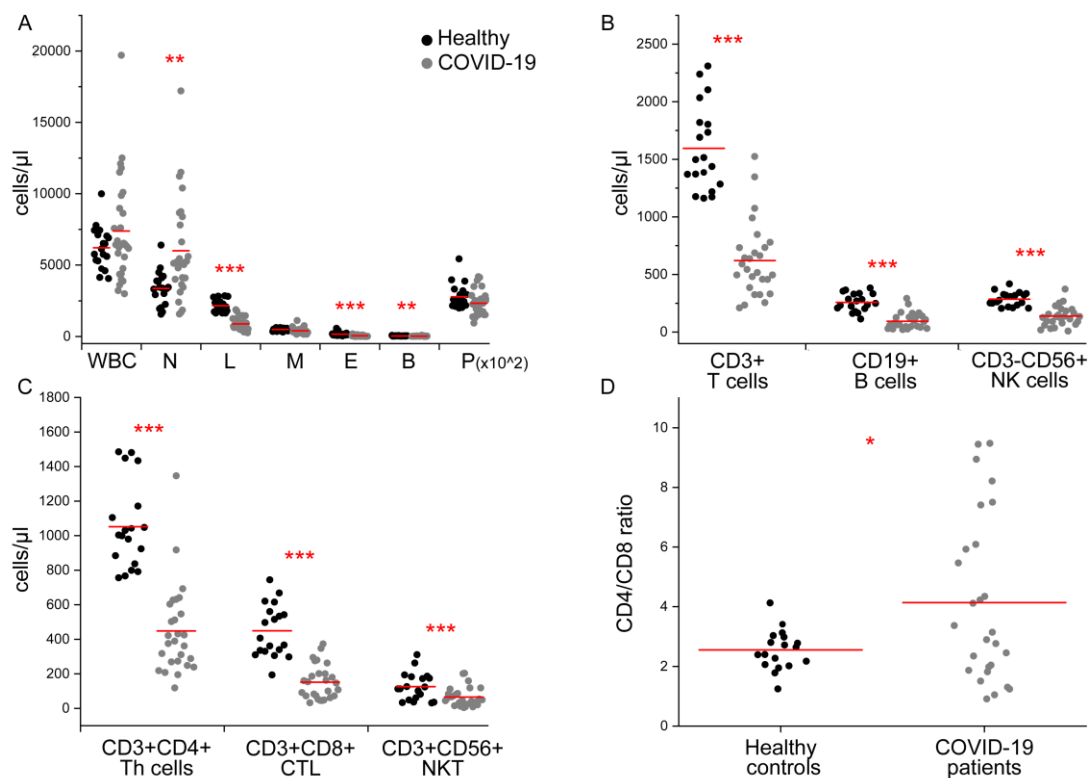 A
Healthy
COVID-19
**
***
***
**
cells/µl
20000
15000
10000
5000
0
WBC N L M E B P(x10^2)
B
***
***
***
cells/µl
2500
2000
1500
1000
500
0
CD3+ CD19+ CD3-CD56+
T cells B cells NK cells
C
***
***
***
cells/µl
1800
1600
1400
1200
1000
800
600
400
200
0
CD3+CD4+ CD3+CD8+ CD3+CD56+
Th cells CTL NKT
D
*
CD4/CD8 ratio
10
8
6
4
2
0
Healthy COVID-19
controls patients